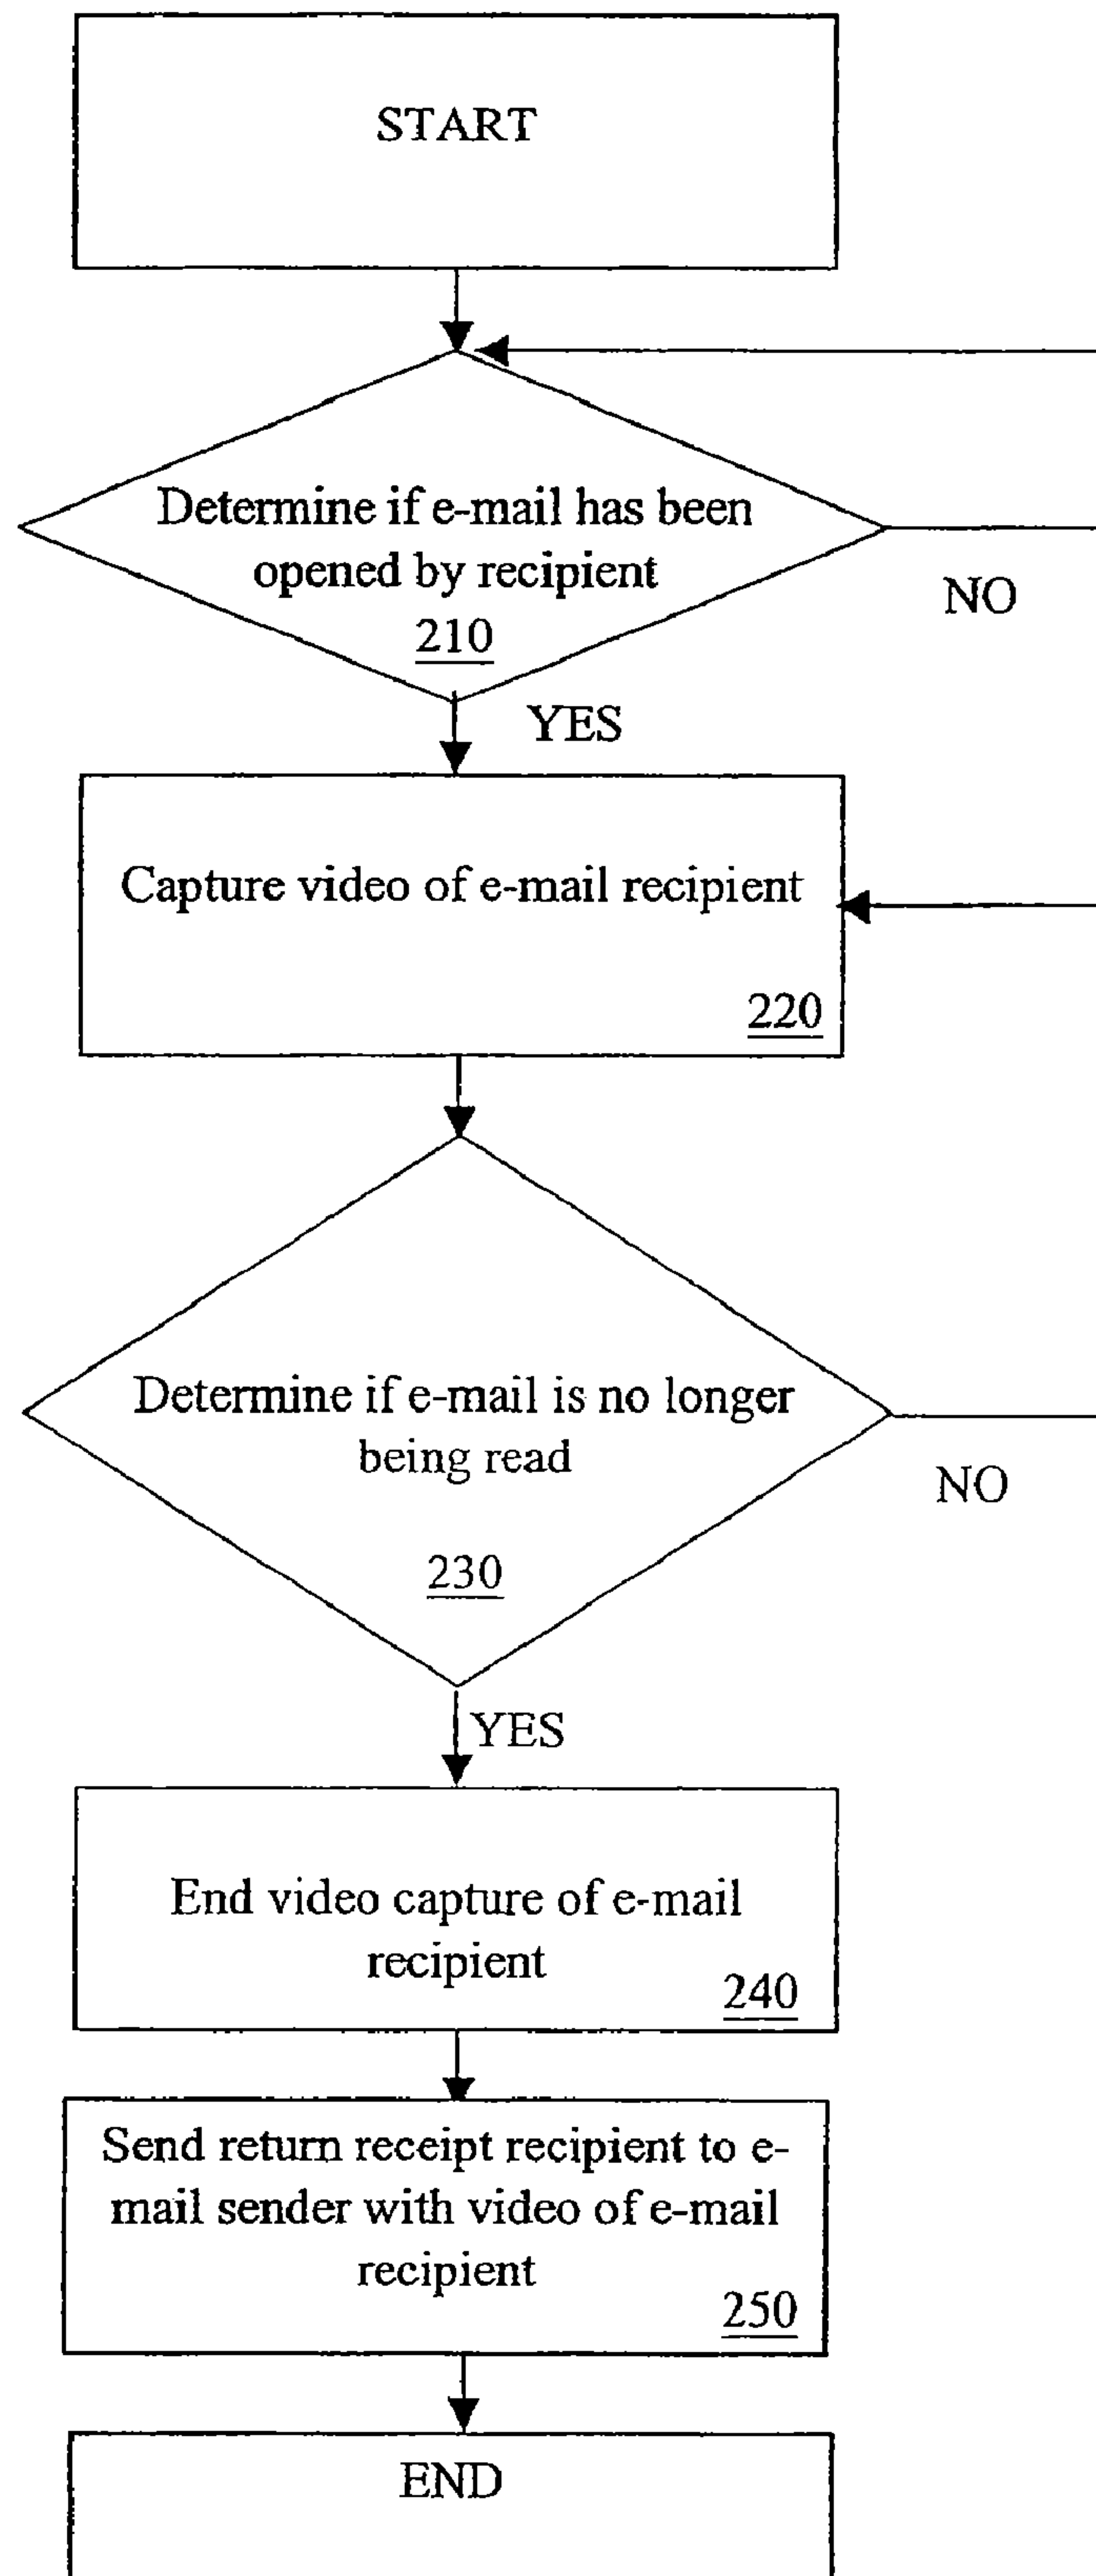 START
Determine if e-mail has been
opened by recipient
210
NO
YES
Capture video of e-mail recipient
220
Determine if e-mail is no longer
being read
NO
230
YES
End video capture of e-mail
recipient
240
Send return receipt recipient to e-
mail sender with video of e-mail
recipient
250
END